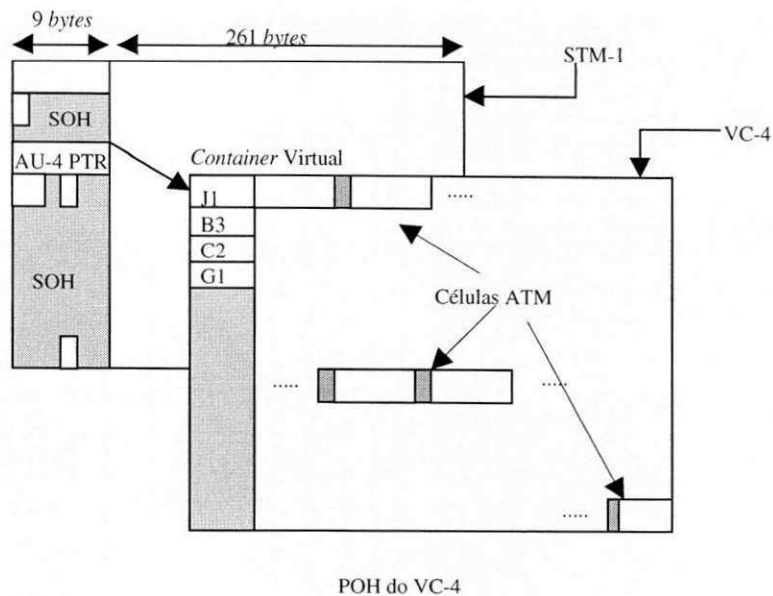 9 bytes
261 bytes
STM-1
SOH
VC-4
AU-4 PTR
Container Virtual
J1
.....
B3
C2
G1
SOH
Células ATM
.....
.....
.....
POH do VC-4